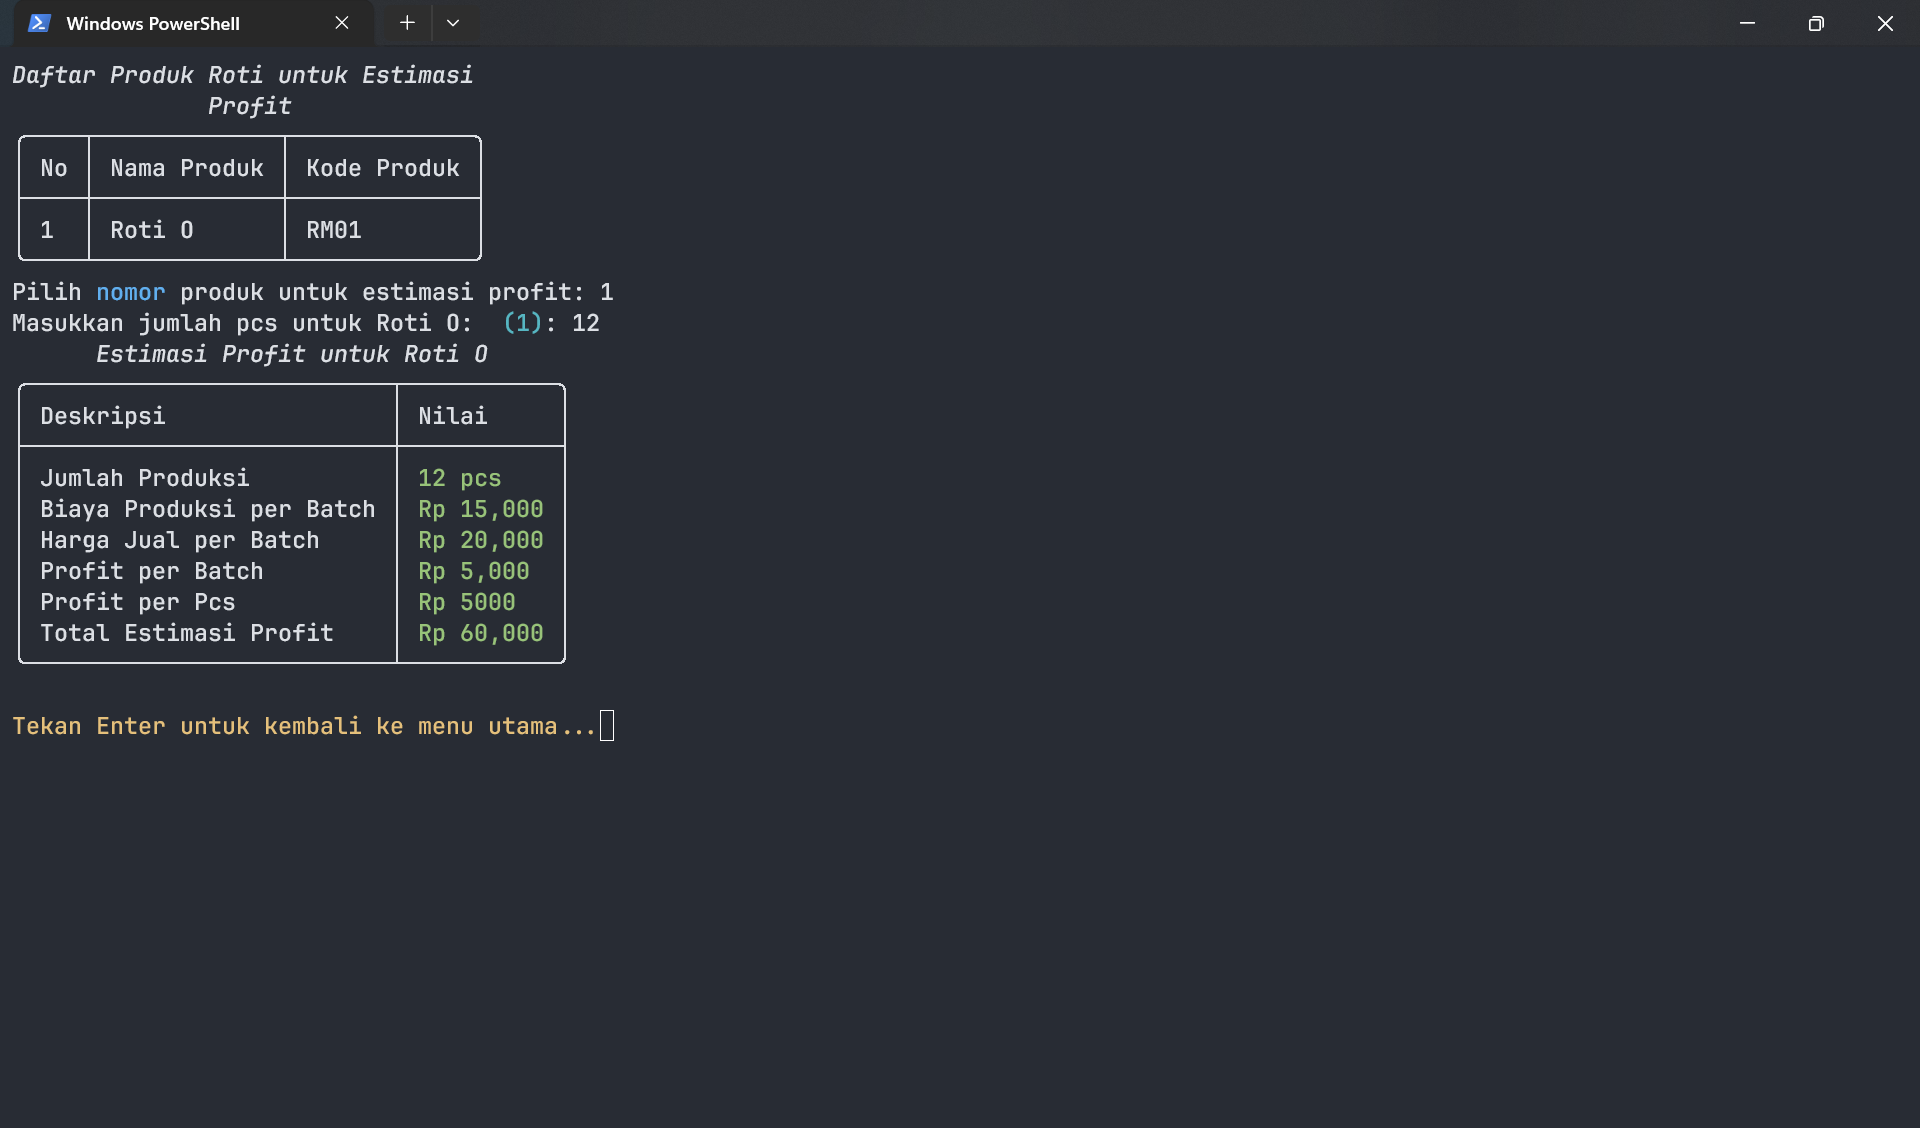 Windows PowerShell
Daftar Produk Roti untuk Estimasi
Profit
No Nama Produk Kode Produk
1 Roti O RM01
Pilih nomor produk untuk estimasi profit: 1
Masukkan jumlah pcs untuk Roti O:  (1): 12
Estimasi Profit untuk Roti O
Deskripsi Nilai
Jumlah Produksi 12 pcs
Biaya Produksi per Batch Rp 15,000
Harga Jual per Batch Rp 20,000
Profit per Batch Rp 5,000
Profit per Pcs Rp 5000
Total Estimasi Profit Rp 60,000
Tekan Enter untuk kembali ke menu utama...